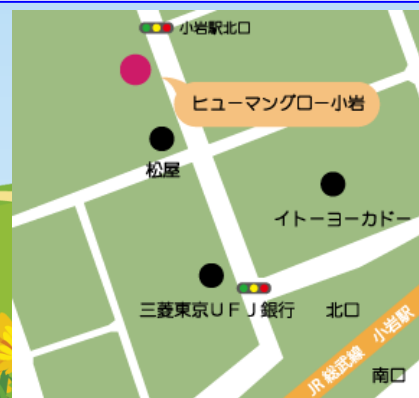 小岩駅北口
ヒューマングロー小岩
松屋
イトーヨーカドー
三菱東京UFJ銀行
北口
JR 総武線 小岩駅
南口